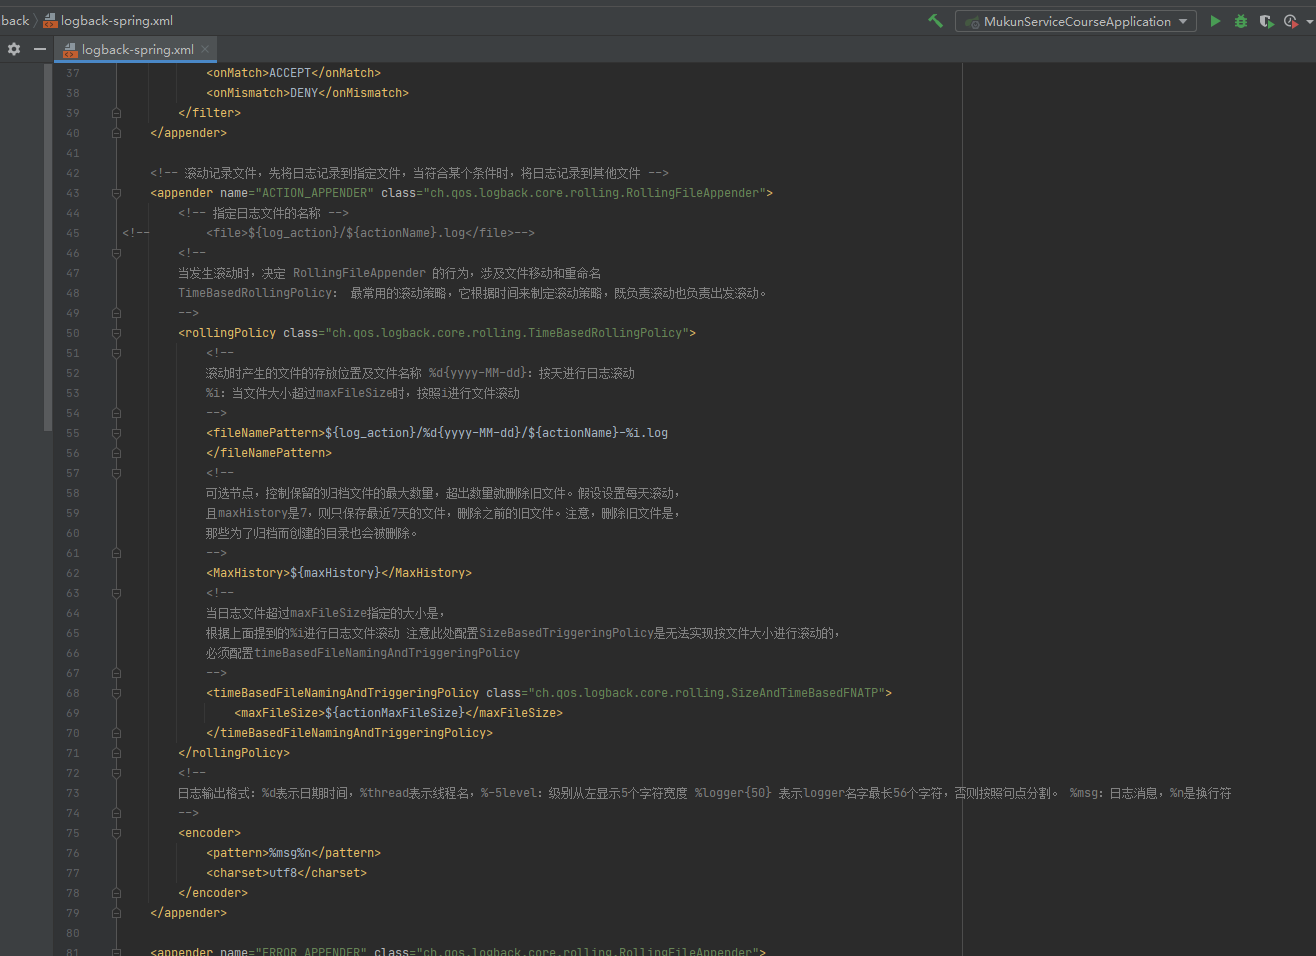 back 〉 logback-spring.xml
MukunServiceCourseApplication
logback-spring.xml
37 <onMatch>ACCEPT</onMatch>
38 <onMismatch>DENY</onMismatch>
39 </filter>
40 </appender>
41
42 <!-- 滚动记录文件，先将日志记录到指定文件，当符合某个条件时，将日志记录到其他文件 -->
43 <appender name="ACTION_APPENDER" class="ch.qos.logback.core.rolling.RollingFileAppender">
44 <!-- 指定日志文件的名称 -->
45 <!-- <file>${log_action}/${actionName}.log</file>-->
46 <!--
47 当发生滚动时，决定 RollingFileAppender 的行为，涉及文件移动和重命名
48 TimeBasedRollingPolicy： 最常用的滚动策略，它根据时间来制定滚动策略，既负责滚动也负责出发滚动。
49 -->
50 <rollingPolicy class="ch.qos.logback.core.rolling.TimeBasedRollingPolicy">
51 <!--
52 滚动时产生的文件的存放位置及文件名称 %d{yyyy-MM-dd}：按天进行日志滚动
53 %i：当文件大小超过maxFileSize时，按照i进行文件滚动
54 -->
55 <fileNamePattern>${log_action}/%d{yyyy-MM-dd}/${actionName}-%i.log
56 </fileNamePattern>
57 <!--
58 可选节点，控制保留的归档文件的最大数量，超出数量就删除旧文件。假设设置每天滚动，
59 且maxHistory是7，则只保存最近7天的文件，删除之前的旧文件。注意，删除旧文件是，
60 那些为了归档而创建的目录也会被删除。
61 -->
62 <MaxHistory>${maxHistory}</MaxHistory>
63 <!--
64 当日志文件超过maxFileSize指定的大小是，
65 根据上面提到的%i进行日志文件滚动 注意此处配置SizeBasedTriggeringPolicy是无法实现按文件大小进行滚动的，
66 必须配置timeBasedFileNamingAndTriggeringPolicy
67 -->
68 <timeBasedFileNamingAndTriggeringPolicy class="ch.qos.logback.core.rolling.SizeAndTimeBasedFNATP">
69 <maxFileSize>${actionMaxFileSize}</maxFileSize>
70 </timeBasedFileNamingAndTriggeringPolicy>
71 </rollingPolicy>
72 <!--
73 日志输出格式：%d表示日期时间，%thread表示线程名，%-5level：级别从左显示5个字符宽度 %logger{50} 表示logger名字最长56个字符，否则按照句点分割。 %msg：日志消息，%n是换行符
74 -->
75 <encoder>
76 <pattern>%msg%n</pattern>
77 <charset>utf8</charset>
78 </encoder>
79 </appender>
80
81 <appender name="ERROR_APPENDER" class="ch.qos.logback.core.rolling.RollingFileAppender">